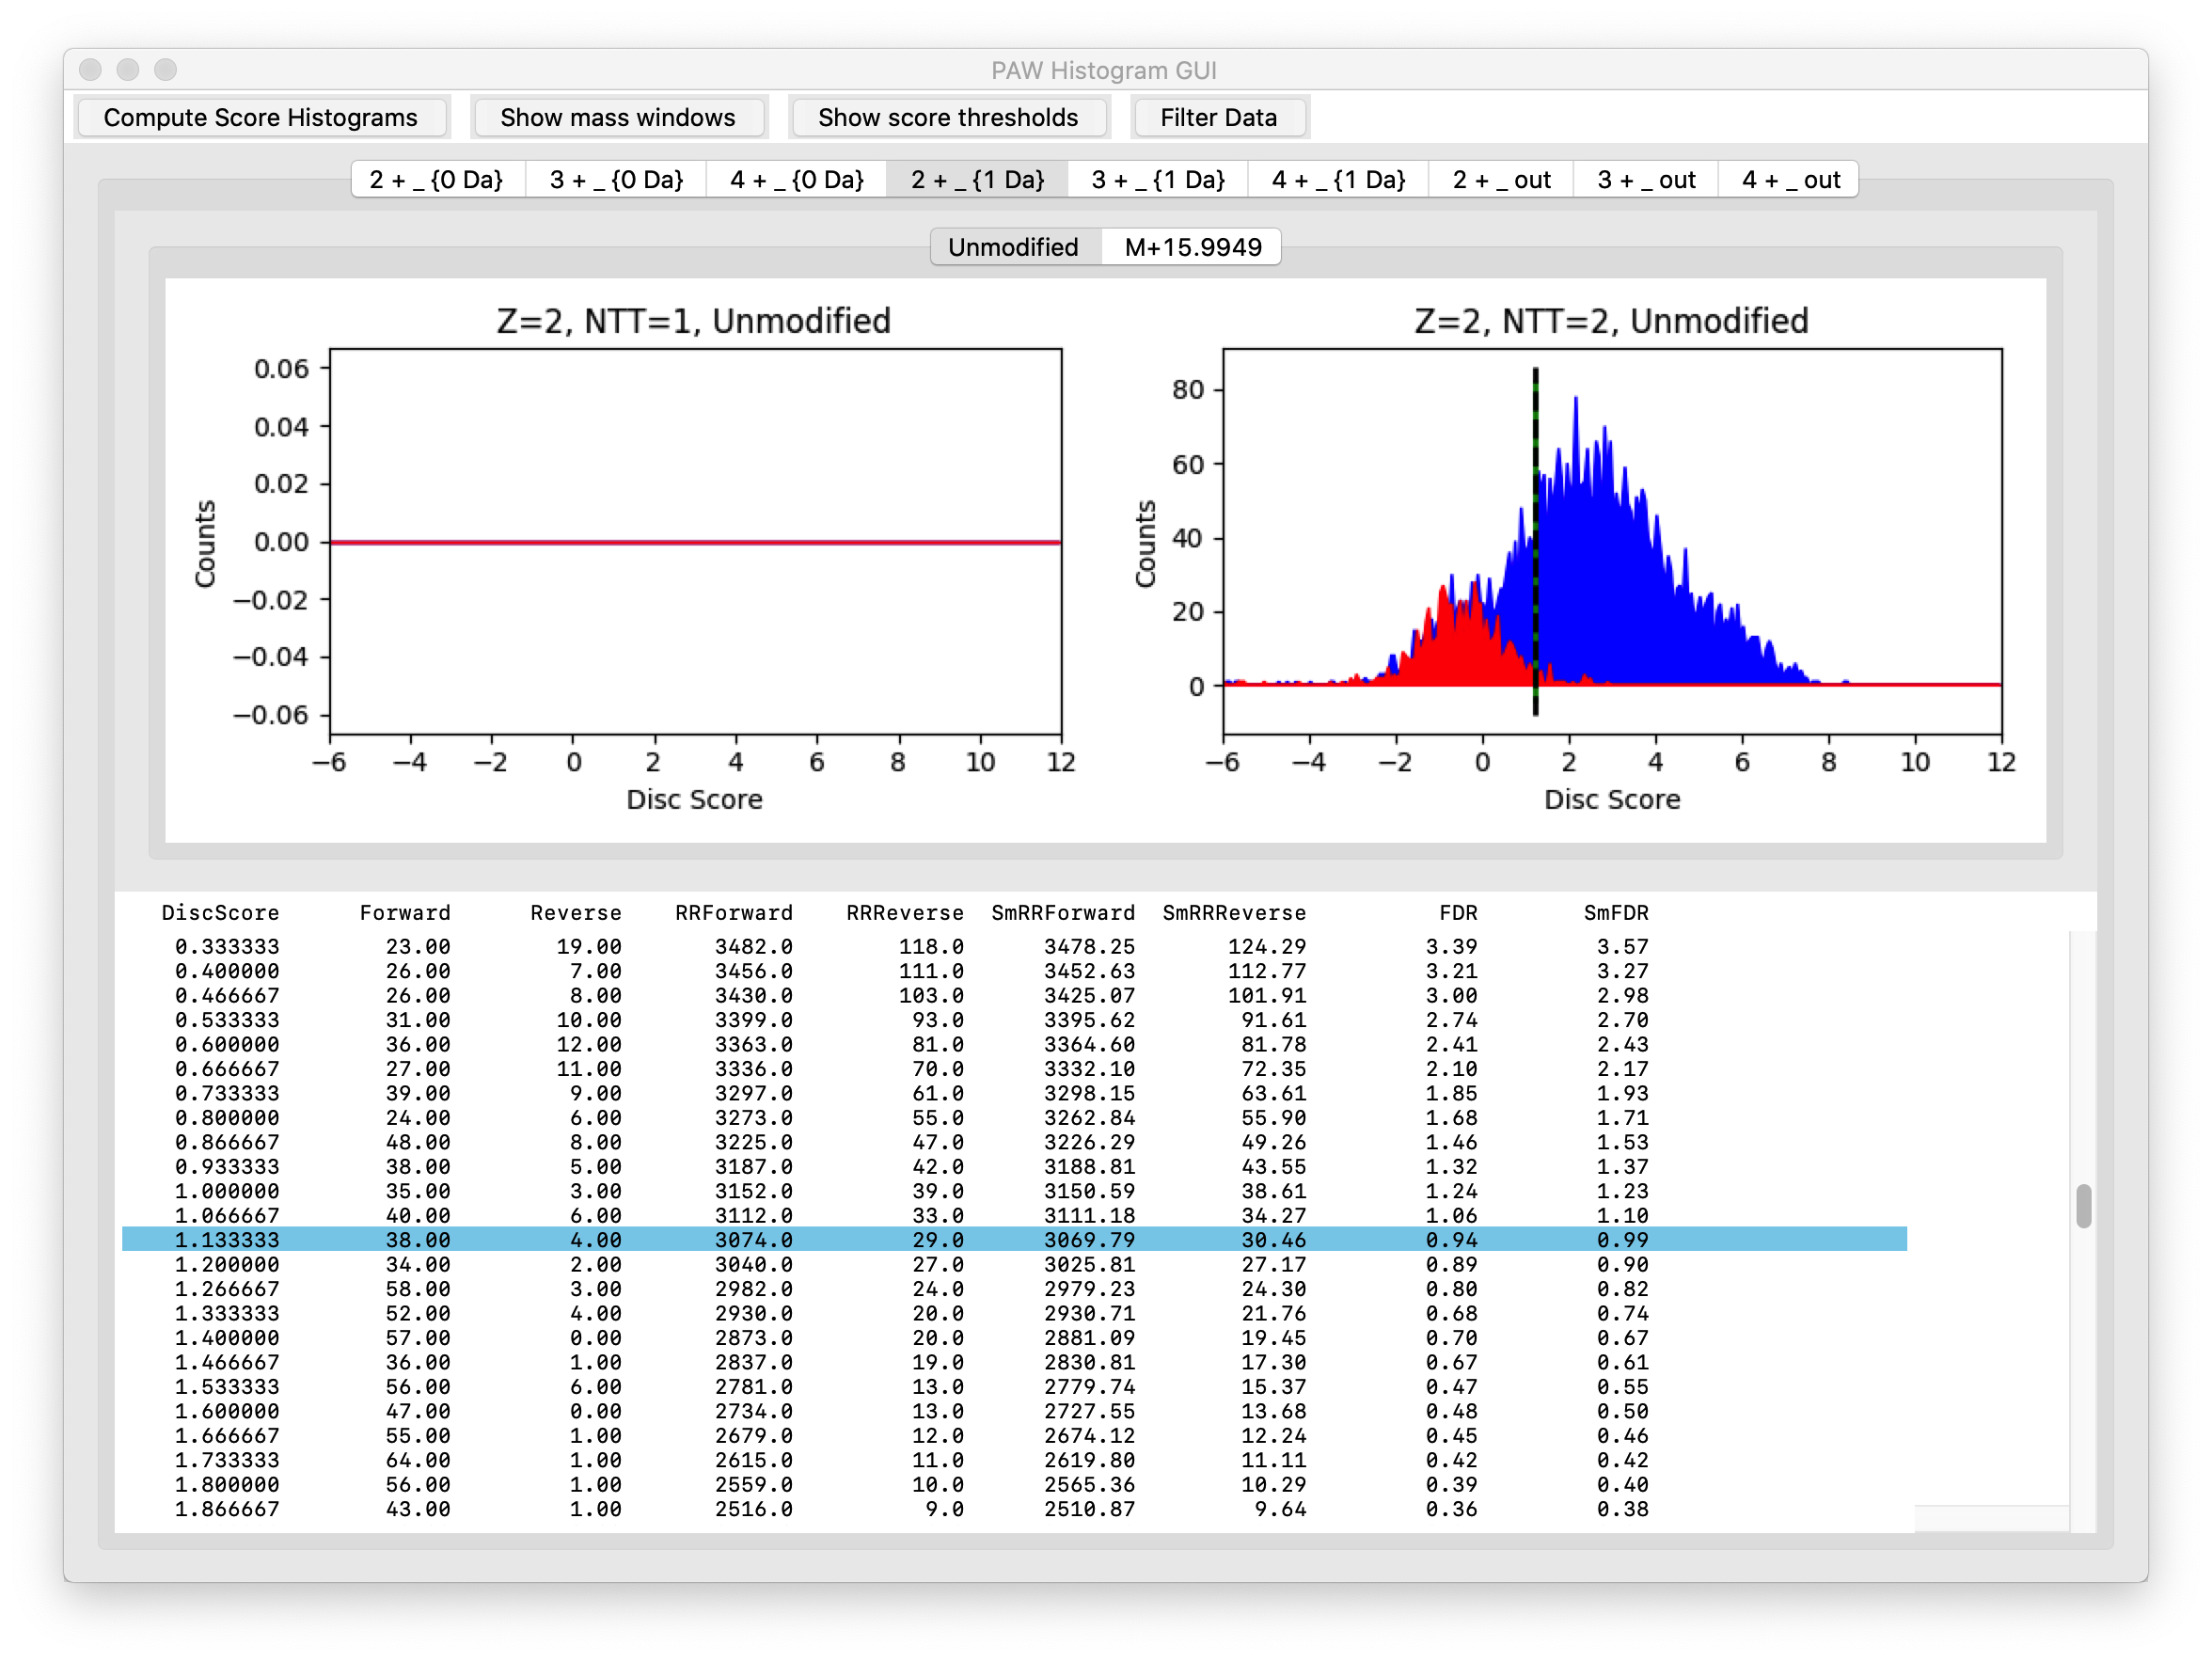 PAW Histogram GUI
Compute Score Histograms Show mass windows Show score thresholds Filter Data
2 + _ {0 Da} 3 + _ {0 Da} 4 + _ {0 Da} 2 + _ {1 Da} 3 + _ {1 Da} 4 + _ {1 Da} 2 + _ out 3 + _ out 4 + _ out
Unmodified M+15.9949
Z=2, NTT=1, Unmodified
0.06
0.04
0.02
0.00
−0.02
−0.04
−0.06
Counts
−6 −4 −2 0 2 4 6 8 10 12
Disc Score
Z=2, NTT=2, Unmodified
80
60
40
20
0
Counts
−6 −4 −2 0 2 4 6 8 10 12
Disc Score
DiscScore Forward Reverse RRForward RRReverse SmRRForward SmRRReverse FDR SmFDR
0.333333 23.00 19.00 3482.0 118.0 3478.25 124.29 3.39 3.57
0.400000 26.00 7.00 3456.0 111.0 3452.63 112.77 3.21 3.27
0.466667 26.00 8.00 3430.0 103.0 3425.07 101.91 3.00 2.98
0.533333 31.00 10.00 3399.0 93.0 3395.62 91.61 2.74 2.70
0.600000 36.00 12.00 3363.0 81.0 3364.60 81.78 2.41 2.43
0.666667 27.00 11.00 3336.0 70.0 3332.10 72.35 2.10 2.17
0.733333 39.00 9.00 3297.0 61.0 3298.15 63.61 1.85 1.93
0.800000 24.00 6.00 3273.0 55.0 3262.84 55.90 1.68 1.71
0.866667 48.00 8.00 3225.0 47.0 3226.29 49.26 1.46 1.53
0.933333 38.00 5.00 3187.0 42.0 3188.81 43.55 1.32 1.37
1.000000 35.00 3.00 3152.0 39.0 3150.59 38.61 1.24 1.23
1.066667 40.00 6.00 3112.0 33.0 3111.18 34.27 1.06 1.10
1.133333 38.00 4.00 3074.0 29.0 3069.79 30.46 0.94 0.99
1.200000 34.00 2.00 3040.0 27.0 3025.81 27.17 0.89 0.90
1.266667 58.00 3.00 2982.0 24.0 2979.23 24.30 0.80 0.82
1.333333 52.00 4.00 2930.0 20.0 2930.71 21.76 0.68 0.74
1.400000 57.00 0.00 2873.0 20.0 2881.09 19.45 0.70 0.67
1.466667 36.00 1.00 2837.0 19.0 2830.81 17.30 0.67 0.61
1.533333 56.00 6.00 2781.0 13.0 2779.74 15.37 0.47 0.55
1.600000 47.00 0.00 2734.0 13.0 2727.55 13.68 0.48 0.50
1.666667 55.00 1.00 2679.0 12.0 2674.12 12.24 0.45 0.46
1.733333 64.00 1.00 2615.0 11.0 2619.80 11.11 0.42 0.42
1.800000 56.00 1.00 2559.0 10.0 2565.36 10.29 0.39 0.40
1.866667 43.00 1.00 2516.0 9.0 2510.87 9.64 0.36 0.38